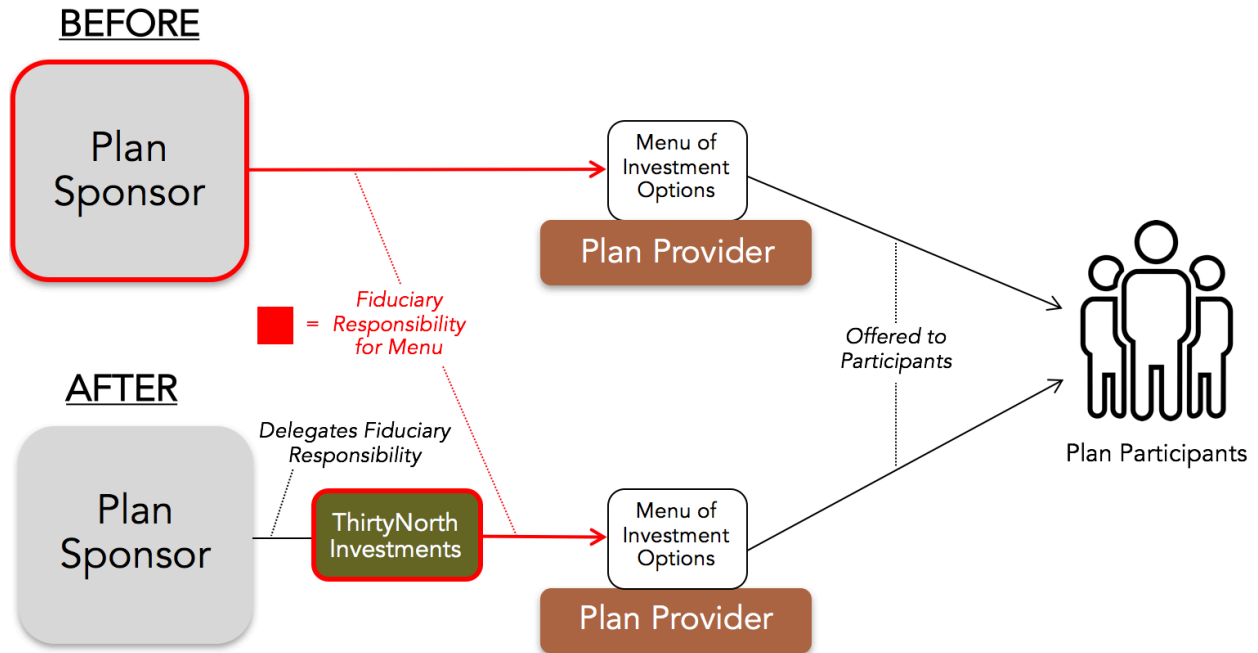 BEFORE
Plan
Sponsor
Menu of
Investment
Options
Plan Provider
= Fiduciary
Responsibility
for Menu
Offered to
Participants
Plan Participants
AFTER
Delegates Fiduciary
Responsibility
Plan
Sponsor
ThirtyNorth
Investments
Menu of
Investment
Options
Plan Provider